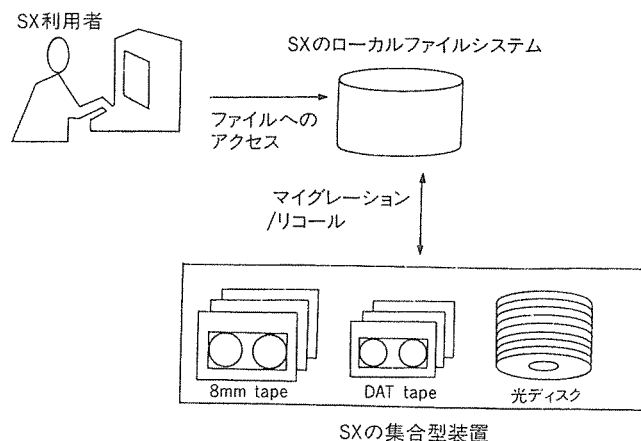 SX利用者
SXのローカルファイルシステム
ファイルへの
アクセス
マイグレーション
/リコール
8mm tape
DAT tape
光ディスク
SXの集合型装置